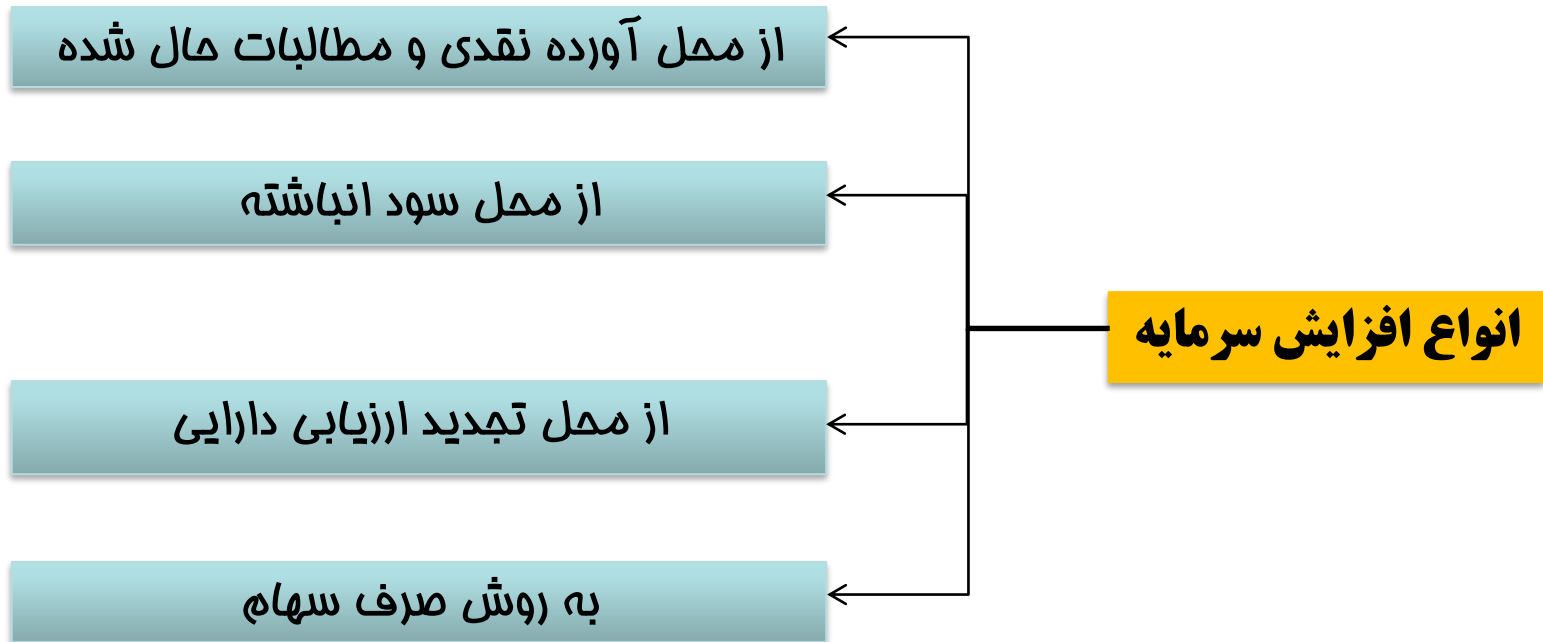 انواع افزایش سرمایه
از محل آورده نقدی و مطالبات حال شده
از محل سود انباشته
از محل تجدید ارزیابی دارایی
به روش صرف سهام